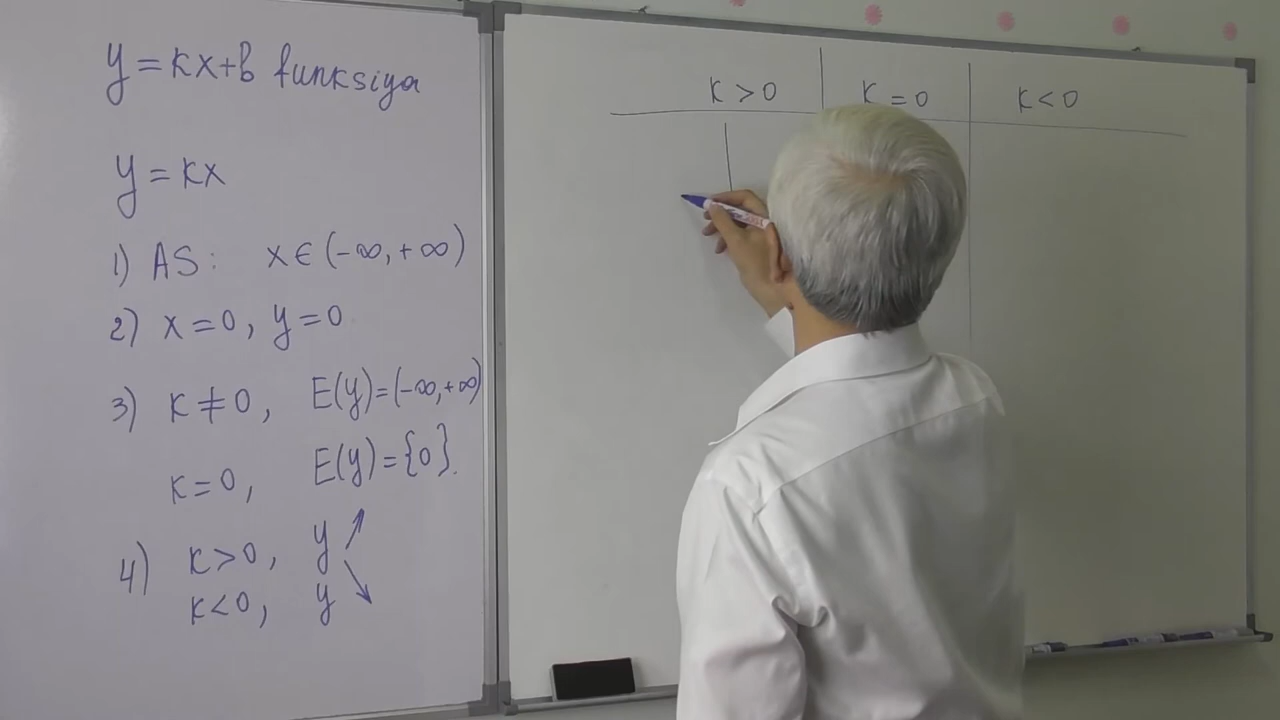 y = kx+b funksiya
y = kx
1) AS: x ∈ (-∞, +∞)
2) x = 0, y = 0
3) k ≠ 0, E(y) = (-∞, +∞)
k = 0, E(y) = {0}.
4) k > 0, y ↗
k < 0, y ↘
k > 0 k = 0 k < 0